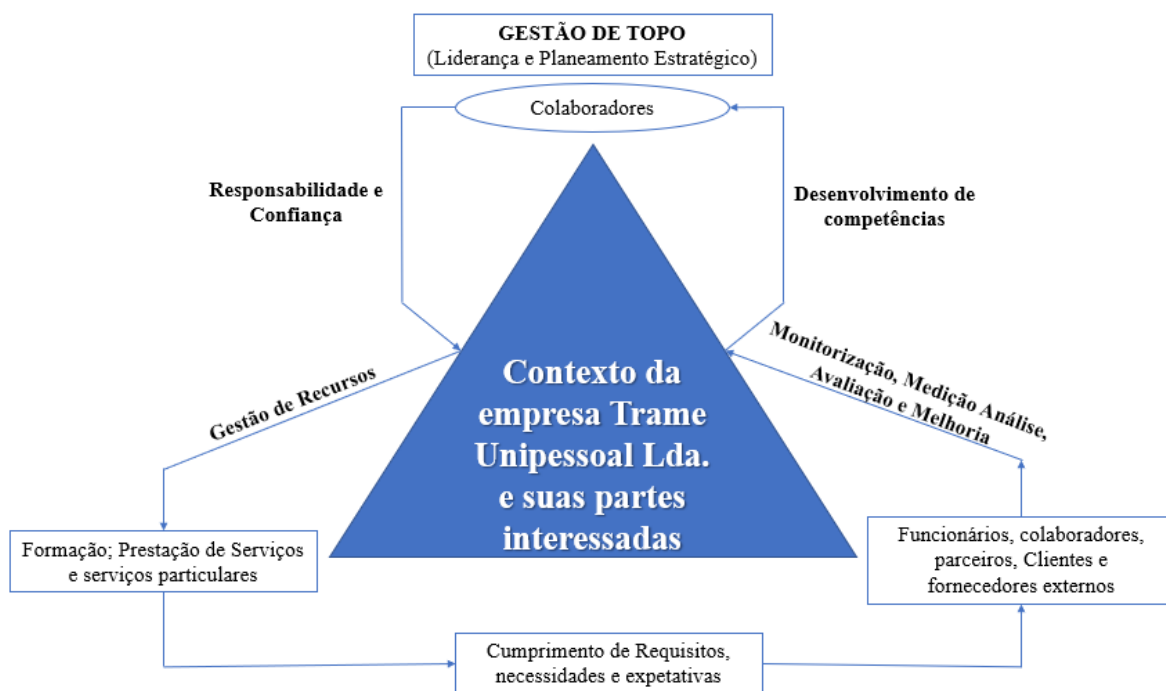 GESTÃO DE TOPO
(Liderança e Planeamento Estratégico)
Colaboradores
Responsabilidade e
Confiança
Desenvolvimento de
competências
Gestão de Recursos
Monitorização, Medição Análise,
Avaliação e Melhoria
Contexto da
empresa Trame
Unipessoal Lda.
e suas partes
interessadas
Formação; Prestação de Serviços
e serviços particulares
Funcionários, colaboradores,
parceiros, Clientes e
fornecedores externos
Cumprimento de Requisitos,
necessidades e expetativas